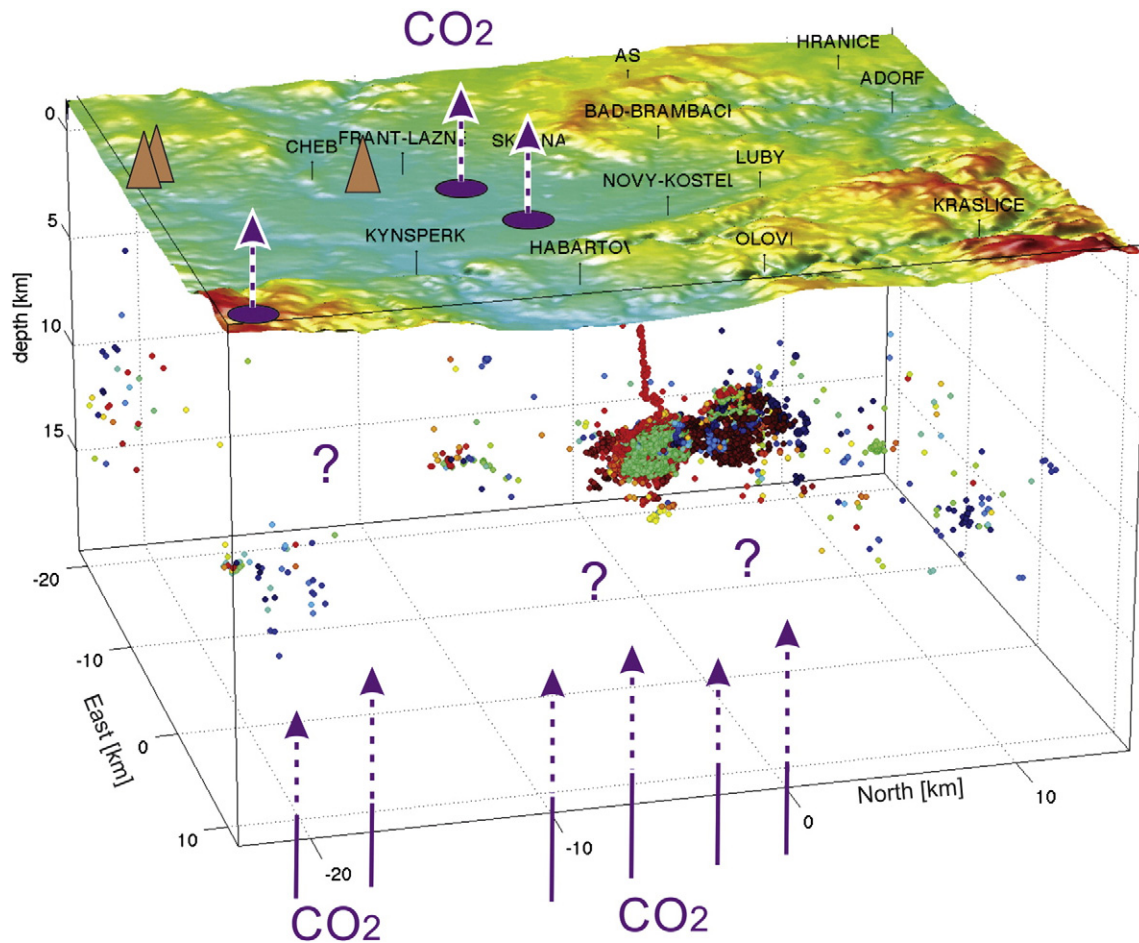 CO2
HRANICE
AS
ADORF
BAD-BRAMBACH
CHEB
FRANT-LAZN
SK NA
LUBY
NOVY-KOSTEL
KRASLICE
KYNSPERK
HABARTOV
OLOVI
0
5
10
15
depth [km]
?
?
?
-20
-10
0
10
East [km]
-20
-10
0
10
North [km]
CO2
CO2